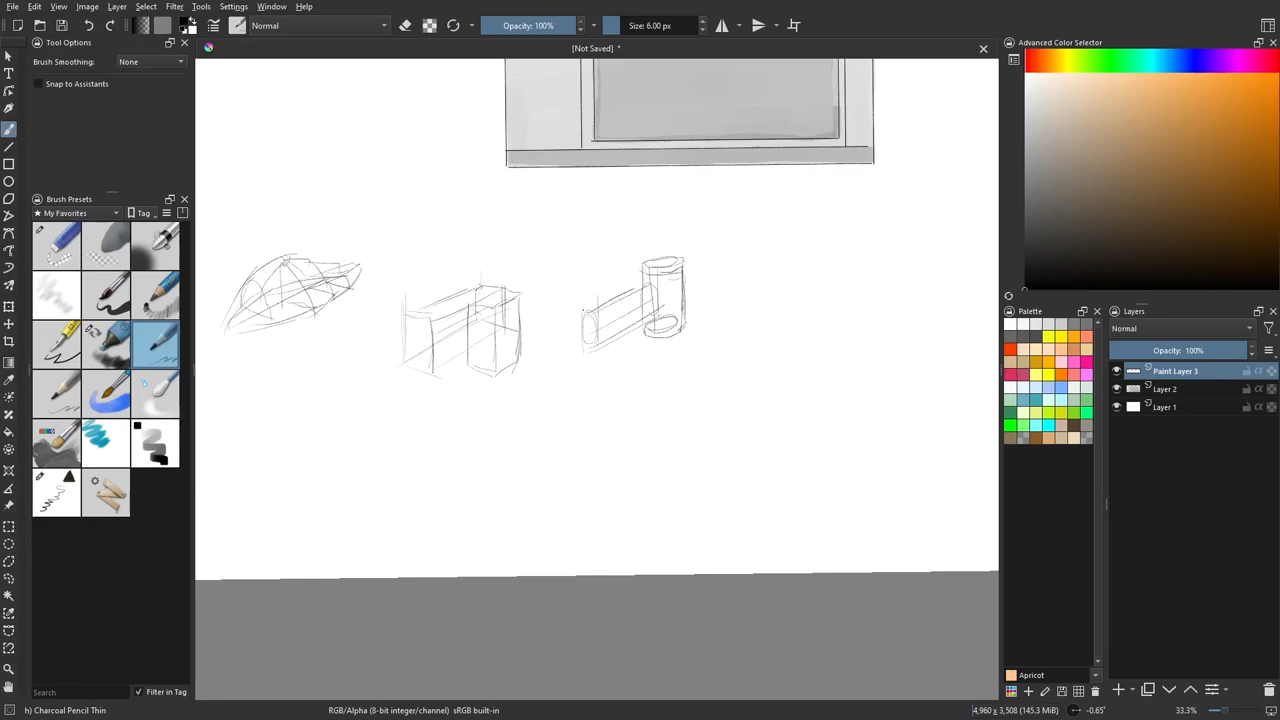 File Edit View Image Layer Select Filter Tools Settings Window Help
Normal
Opacity: 100%
Size: 6.00 px
[Not Saved] *
Tool Options
Brush Smoothing: None
Snap to Assistants
Brush Presets
My Favorites
Tag
Search
Filter in Tag
Advanced Color Selector
Palette
Apricot
Layers
Normal
Opacity: 100%
Paint Layer 3
Layer 2
Layer 1
h) Charcoal Pencil Thin
RGB/Alpha (8-bit integer/channel) sRGB built-in
4,960 x 3,508 (145.3 MiB)
-0.65°
33.3%